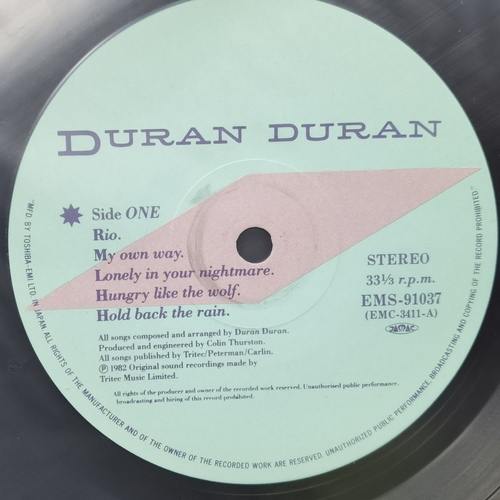 DURAN DURAN
Side ONE
Rio.
My own way.
Lonely in your nightmare.
Hungry like the wolf.
Hold back the rain.
STEREO
33⅓ r.p.m.
EMS-91037
(EMC-3411-A)
All songs composed and arranged by Duran Duran.
Produced and engineered by Colin Thurston.
All songs published by Tritec/Peterman/Carlin.
Ⓟ 1982 Original sound recordings made by
Tritec Music Limited.
All rights of the producer and owner of the recorded work reserved. Unauthorised public performance,
broadcasting and hiring of this record prohibited.
"MF'D BY TOSHIBA-EMI LTD. IN JAPAN ALL RIGHTS OF THE MANUFACTURER AND OF THE OWNER OF THE RECORDED WORK ARE RESERVED. UNAUTHORIZED PUBLIC PERFORMANCE, BROADCASTING AND COPYING OF THE RECORD PROHIBITED."